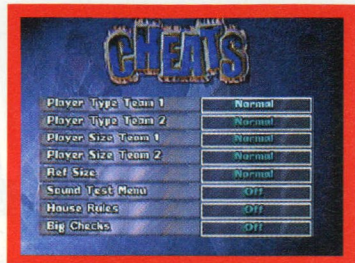 CHEATS
Player Type Team 1 Normal
Player Type Team 2 Normal
Player Size Team 1 Normal
Player Size Team 2 Normal
Ref Size Normal
Sound Test Menu Off
House Rules Off
Big Checks Off